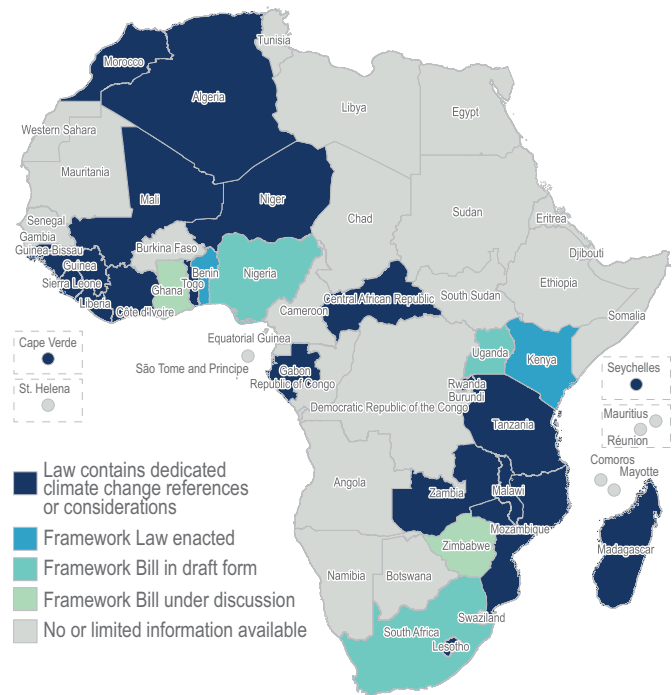 Tunisia
Morocco
Algeria
Libya
Egypt
Western Sahara
Mauritania
Mali
Niger
Chad
Sudan
Eritrea
Senegal
Gambia
Guinea-Bissau
Guinea
Sierra Leone
Liberia
Côte d'Ivoire
Burkina Faso
Ghana
Togo
Benin
Nigeria
Cameroon
Central African Republic
South Sudan
Ethiopia
Djibouti
Somalia
Equatorial Guinea
São Tome and Principe
Gabon
Republic of Congo
Democratic Republic of the Congo
Uganda
Kenya
Rwanda
Burundi
Tanzania
Cape Verde
St. Helena
Seychelles
Mauritius
Réunion
Comoros
Mayotte
Angola
Zambia
Malawi
Mozambique
Zimbabwe
Madagascar
Namibia
Botswana
Swaziland
South Africa
Lesotho
Law contains dedicated
climate change references
or considerations
Framework Law enacted
Framework Bill in draft form
Framework Bill under discussion
No or limited information available